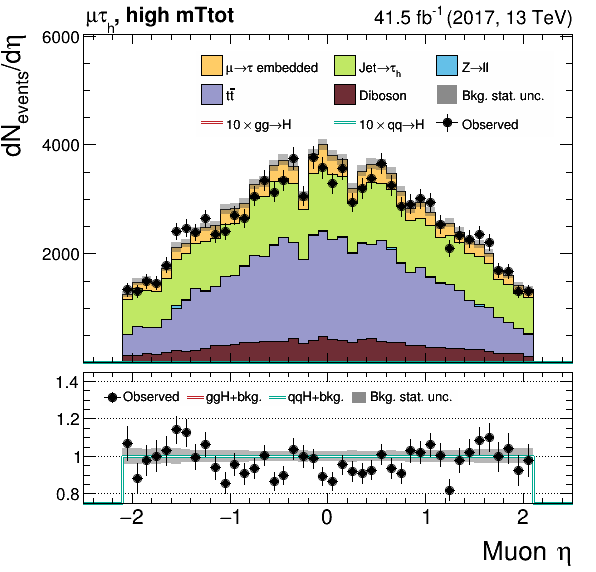 μτh, high mTtot
41.5 fb-1 (2017, 13 TeV)
dNevents/dη
6000
4000
2000
μ→τ embedded
Jet→τh
Z→ll
tt̄
Diboson
Bkg. stat. unc.
10 × gg→H
10 × qq→H
Observed
1.4
1.2
1
0.8
Observed
ggH+bkg.
qqH+bkg.
Bkg. stat. unc.
−2
−1
0
1
2
Muon η